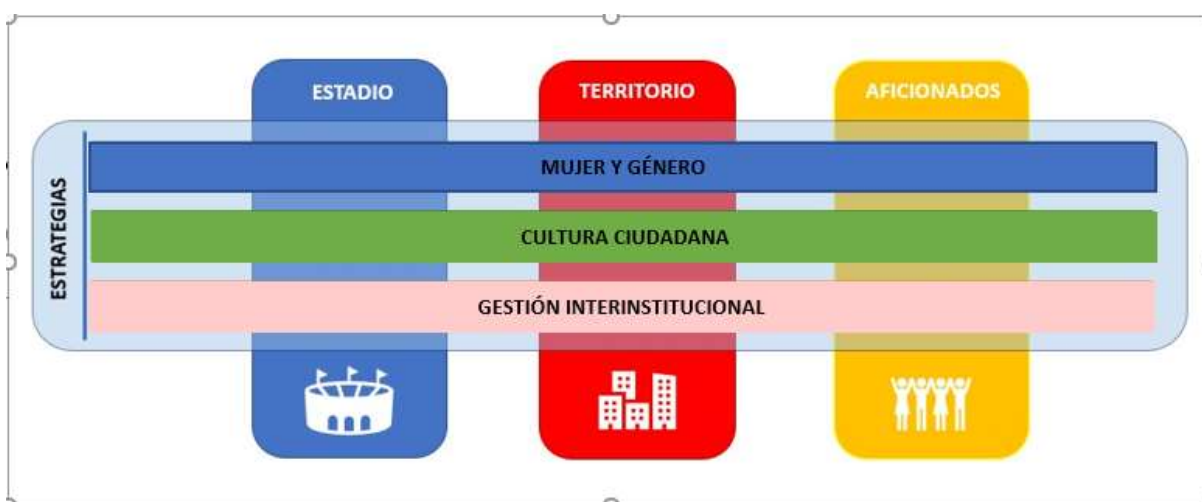 ESTADIO
TERRITORIO
AFICIONADOS
ESTRATEGIAS
MUJER Y GÉNERO
CULTURA CIUDADANA
GESTIÓN INTERINSTITUCIONAL